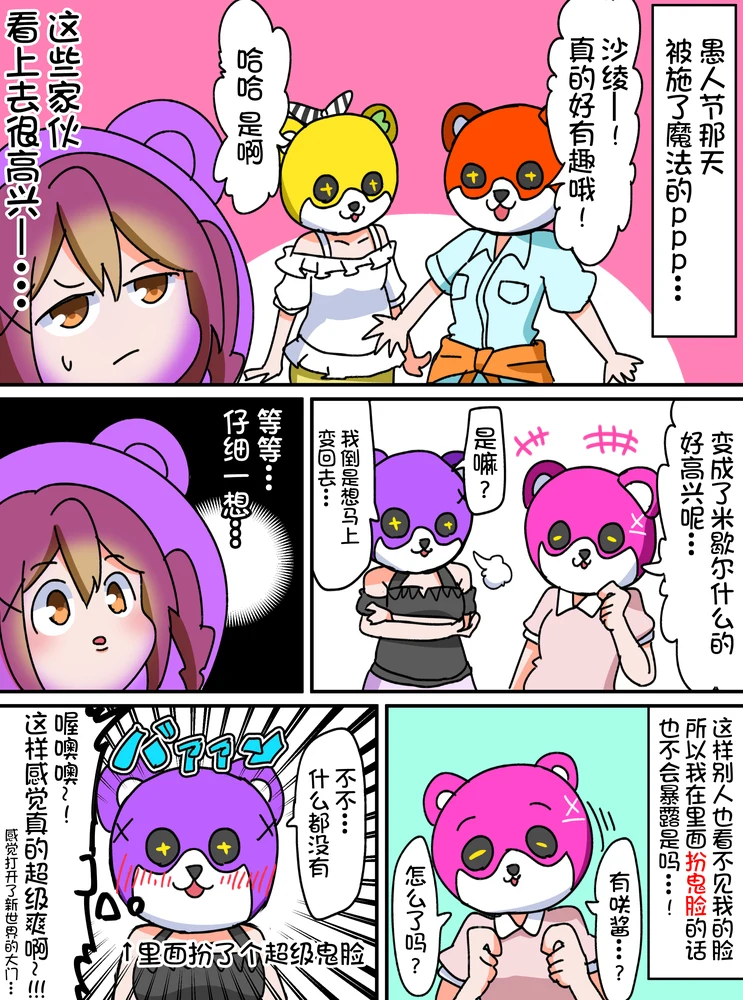 愚人节那天
被施了魔法的ppp…
沙绫—！
真的好有趣哦！
哈哈 是啊
这些家伙
看上去很高兴—…
变成了米歇尔什么的
好高兴呢…
是嘛？
我倒是想马上
变回去…
等等…
仔细一想…
这样别人也看不见我的脸
所以我在里面扮鬼脸的话
也不会暴露是吗…！
有咲酱…？
怎么了吗？
不不…
什么都没有
バァァァン
↑里面扮了个超级鬼脸
喔噢噢~！
这样感觉真的超级爽啊~!!!
感觉打开了新世界的大门…